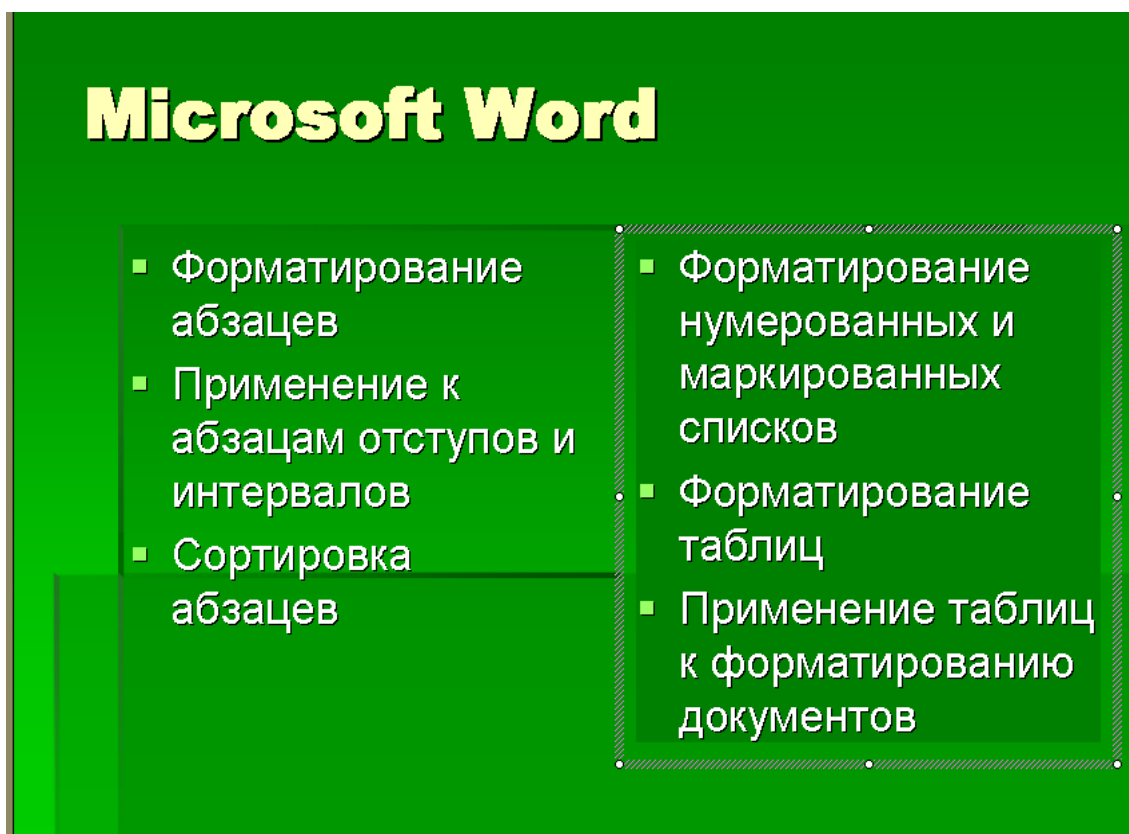 Microsoft Word
Форматирование
абзацев
Применение к
абзацам отступов и
интервалов
Сортировка
абзацев
Форматирование
нумерованных и
маркированных
списков
Форматирование
таблиц
Применение таблиц
к форматированию
документов